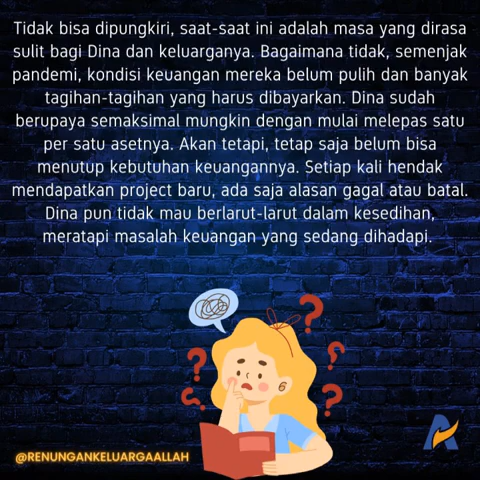 Tidak bisa dipungkiri, saat-saat ini adalah masa yang dirasa
sulit bagi Dina dan keluarganya. Bagaimana tidak, semenjak
pandemi, kondisi keuangan mereka belum pulih dan banyak
tagihan-tagihan yang harus dibayarkan. Dina sudah
berupaya semaksimal mungkin dengan mulai melepas satu
per satu asetnya. Akan tetapi, tetap saja belum bisa
menutup kebutuhan keuangannya. Setiap kali hendak
mendapatkan project baru, ada saja alasan gagal atau batal.
Dina pun tidak mau berlarut-larut dalam kesedihan,
meratapi masalah keuangan yang sedang dihadapi.
@RENUNGANKELUARGAALLAH